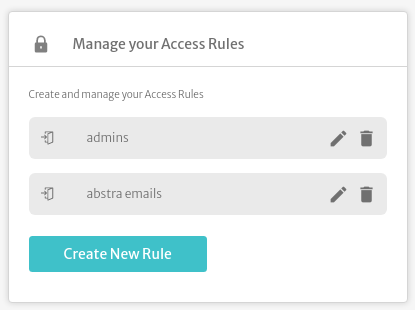 Manage your Access Rules
Create and manage your Access Rules
admins
abstra emails
Create New Rule